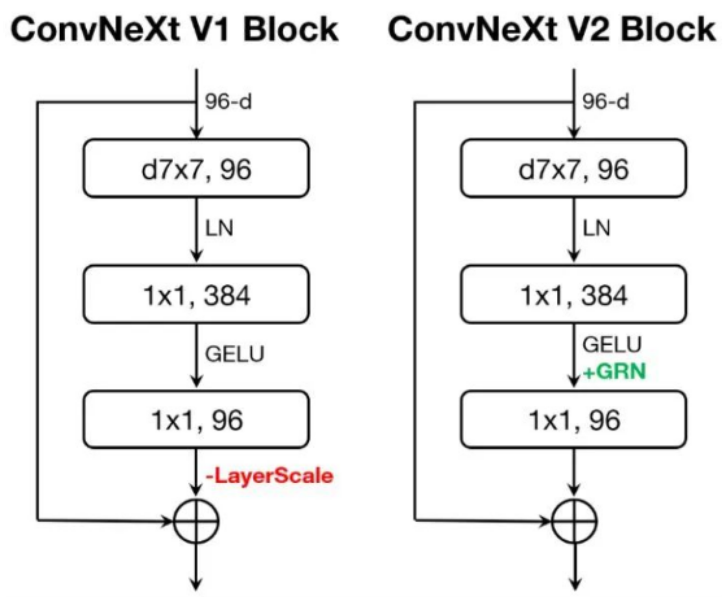 ConvNeXt V1 Block
96-d
d7x7, 96
LN
1x1, 384
GELU
1x1, 96
-LayerScale
ConvNeXt V2 Block
96-d
d7x7, 96
LN
1x1, 384
GELU
+GRN
1x1, 96